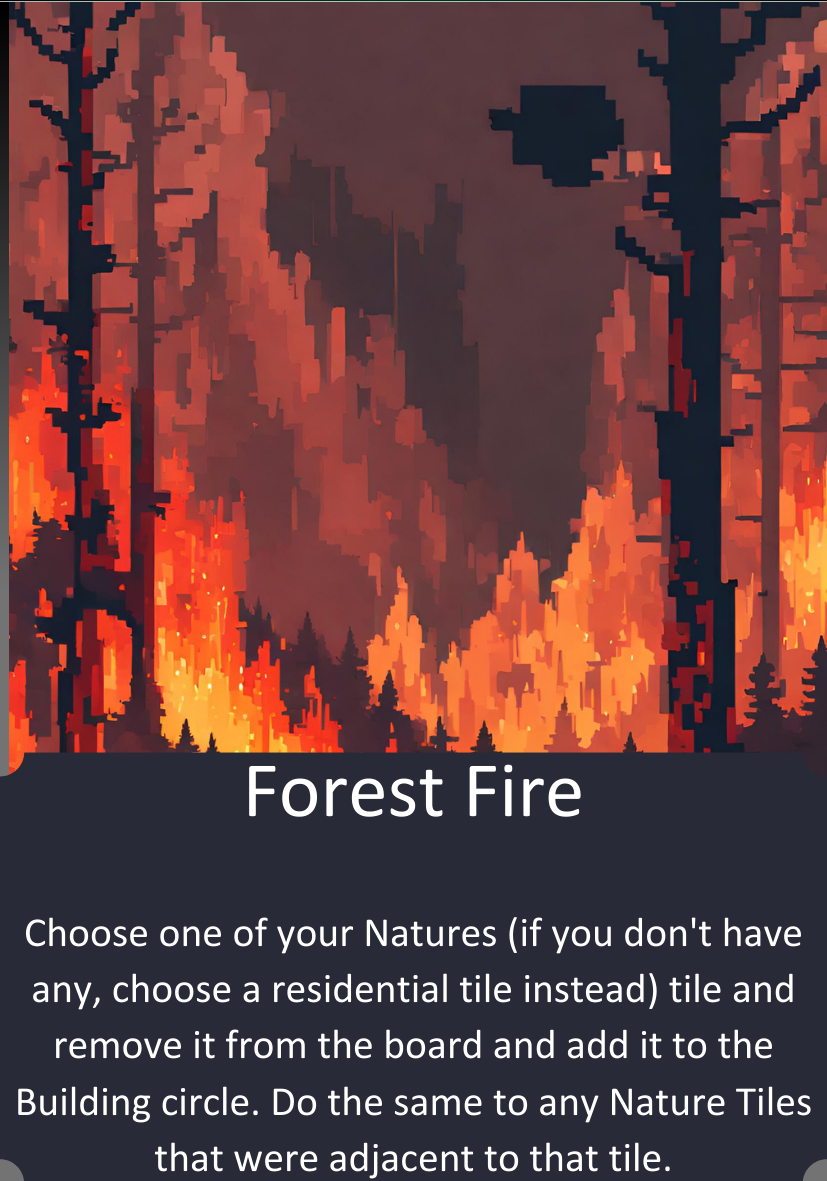 Forest Fire
Choose one of your Natures (if you don't have
any, choose a residential tile instead) tile and
remove it from the board and add it to the
Building circle. Do the same to any Nature Tiles
that were adjacent to that tile.